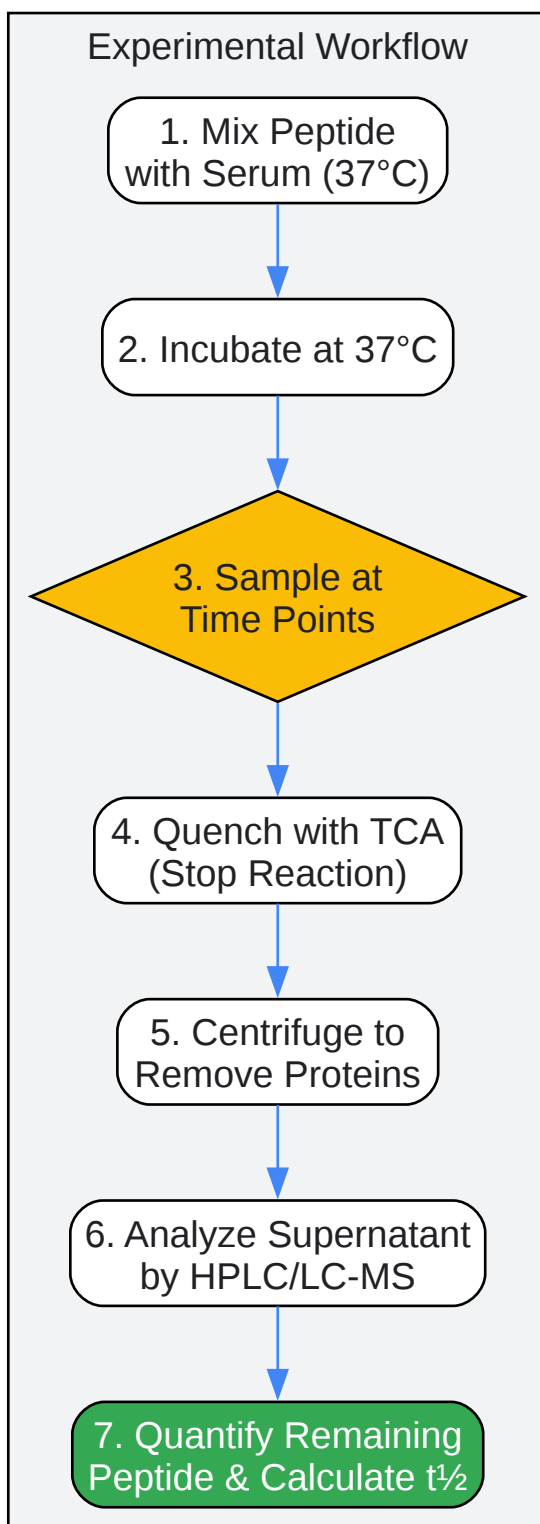 Experimental Workflow
1. Mix Peptide
with Serum (37°C)
2. Incubate at 37°C
3. Sample at
Time Points
4. Quench with TCA
(Stop Reaction)
5. Centrifuge to
Remove Proteins
6. Analyze Supernatant
by HPLC/LC-MS
7. Quantify Remaining
Peptide & Calculate t½